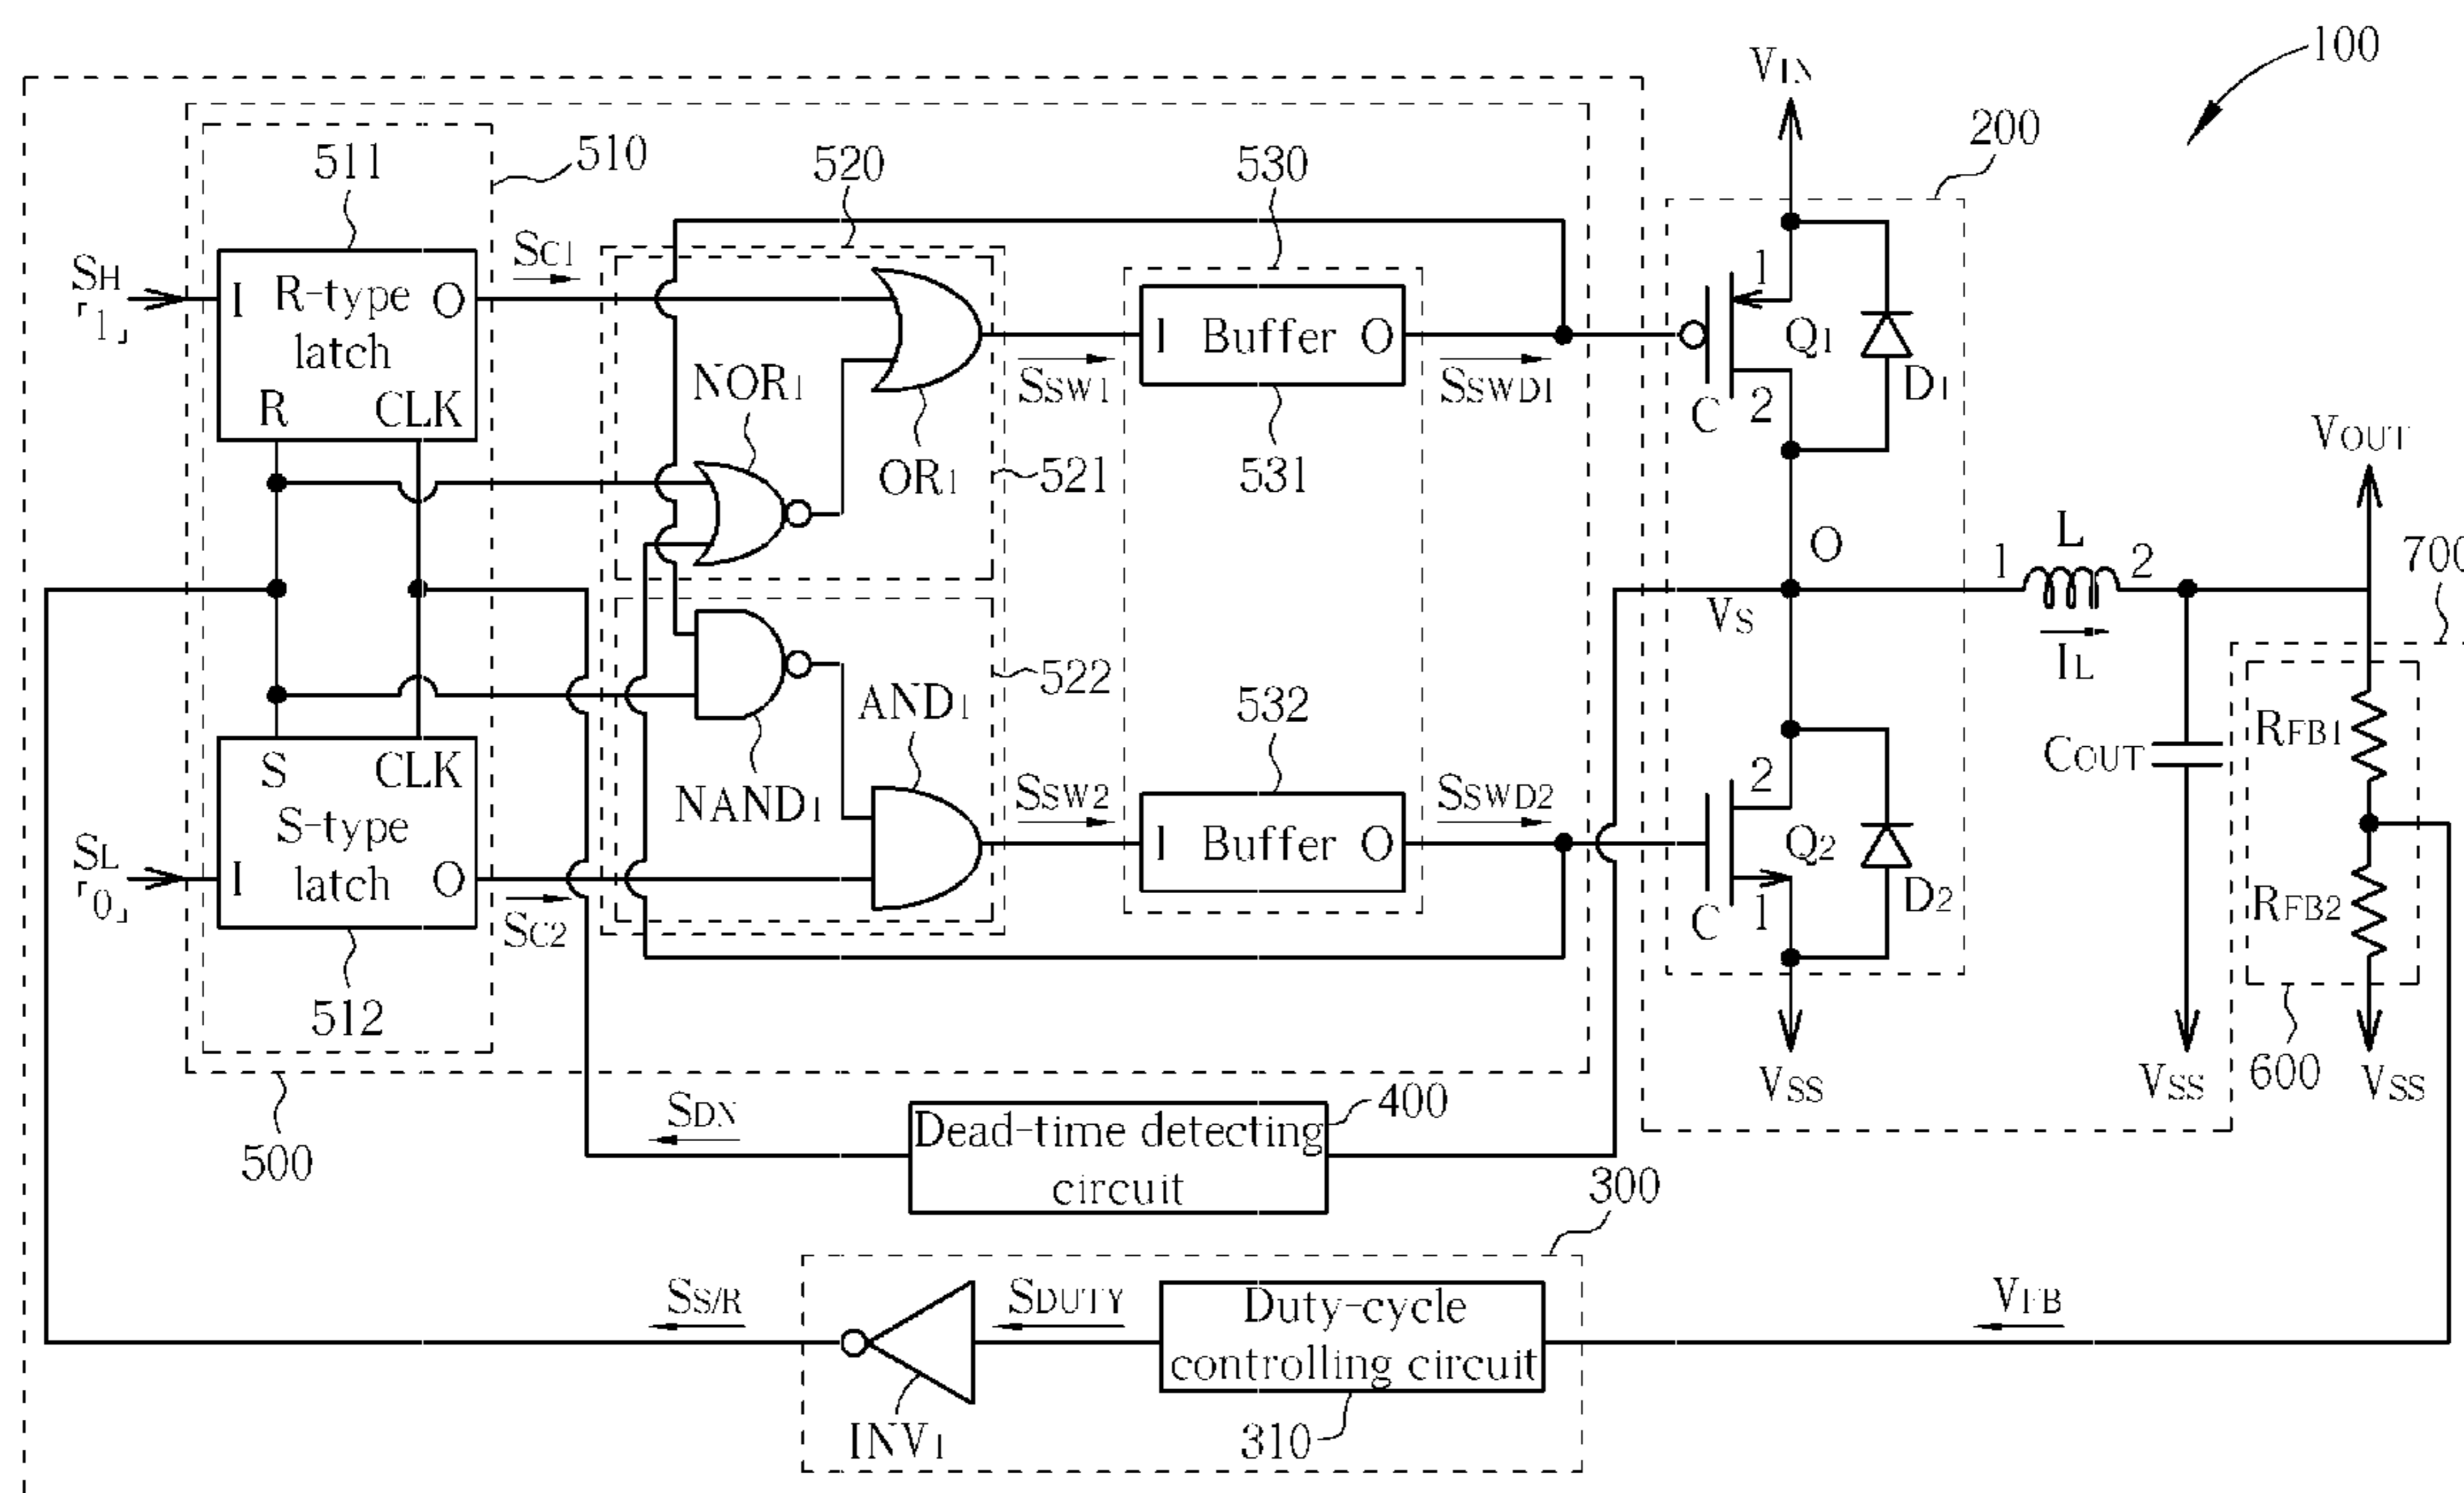 100
VIN
200
511
510
520
530
SH
「1」
I
R-type
latch
O
R
CLK
SC1
NOR1
OR1
521
SSW1
I
Buffer
O
531
SSWD1
1
Q1
C
2
D1
O
VS
1
L
2
IL
VOUT
700
RFB1
COUT
RFB2
VSS
VSS
600
NAND1
AND1
522
S
CLK
S-type
latch
SL
「0」
I
O
SC2
512
SSW2
532
I
Buffer
O
SSWD2
2
Q2
C
1
D2
VSS
500
SDN
Dead-time detecting
circuit
400
300
SS/R
INV1
SDUTY
Duty-cycle
controlling circuit
310
VFB